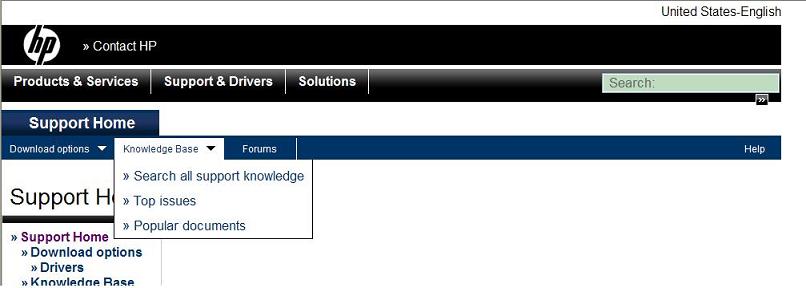 United States-English
hp
» Contact HP
Products & Services Support & Drivers Solutions Search:
»
Support Home
Download options Knowledge Base Forums Help
» Search all support knowledge
» Top issues
» Popular documents
Support H
» Support Home
» Download options
» Drivers
» Knowledge Base